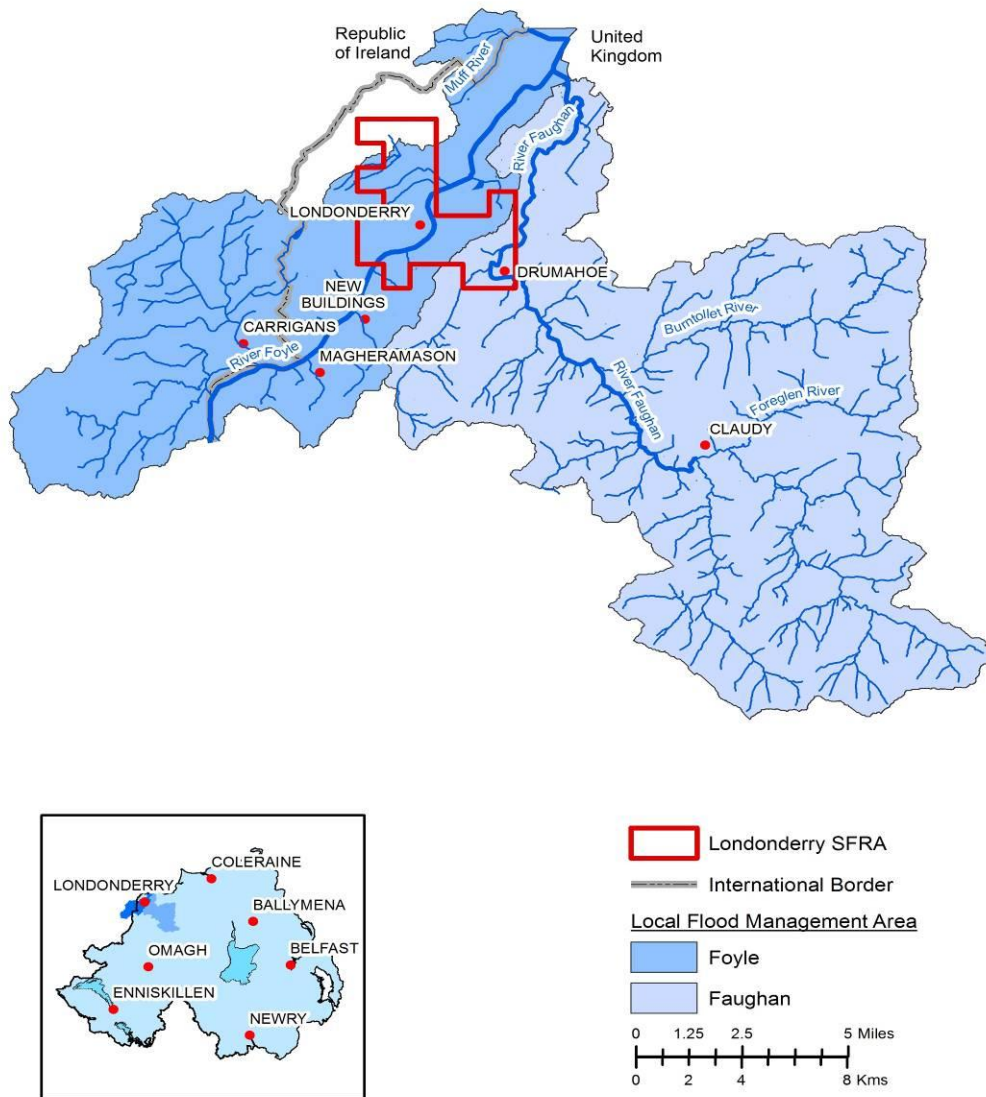 Republic
of Ireland
United
Kingdom
Muff River
River Faughan
LONDONDERRY
DRUMAHOE
NEW
BUILDINGS
Burntollet River
CARRIGANS
River Foyle
MAGHERAMASON
River Faughan
Foreglen River
CLAUDY
COLERAINE
LONDONDERRY
BALLYMENA
OMAGH
BELFAST
ENNISKILLEN
NEWRY
Londonderry SFRA
International Border
Local Flood Management Area
Foyle
Faughan
0 1.25 2.5 5 Miles
0 2 4 8 Kms